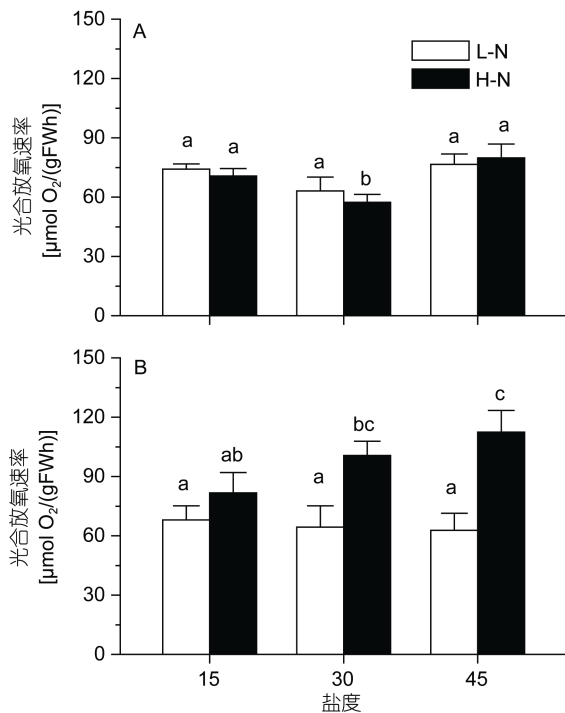 A
L-N
H-N
光合放氧速率
[μmol O₂/(gFWh)]
150
120
90
60
30
0
a a a b a a
B
光合放氧速率
[μmol O₂/(gFWh)]
150
120
90
60
30
0
a ab a bc a c
15 30 45
盐度